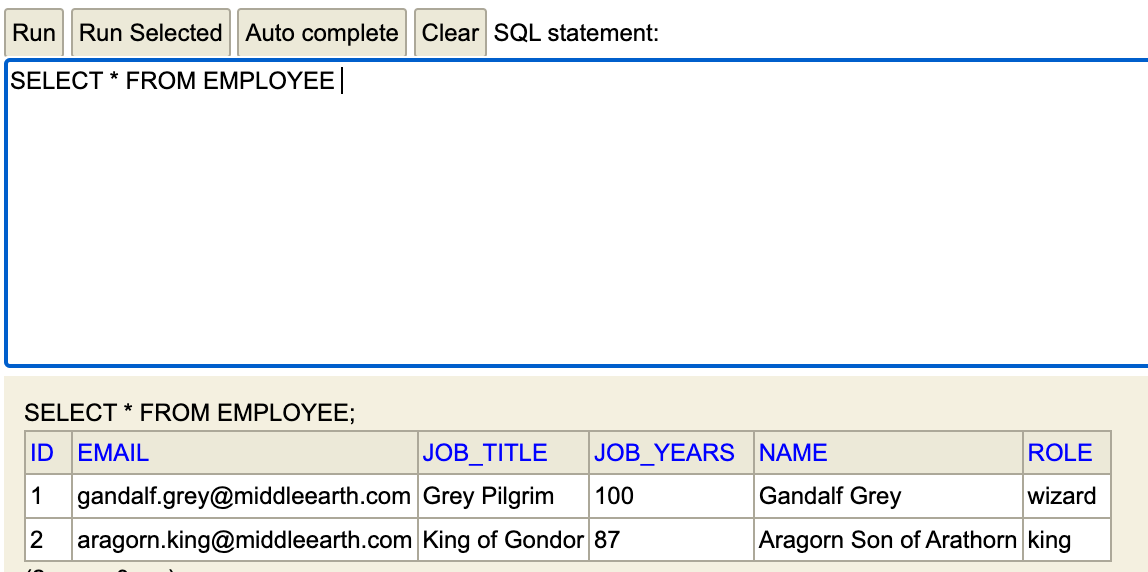 Run Run Selected Auto complete Clear SQL statement:
SELECT * FROM EMPLOYEE
SELECT * FROM EMPLOYEE;
ID EMAIL JOB_TITLE JOB_YEARS NAME ROLE
1 gandalf.grey@middleearth.com Grey Pilgrim 100 Gandalf Grey wizard
2 aragorn.king@middleearth.com King of Gondor 87 Aragorn Son of Arathorn king